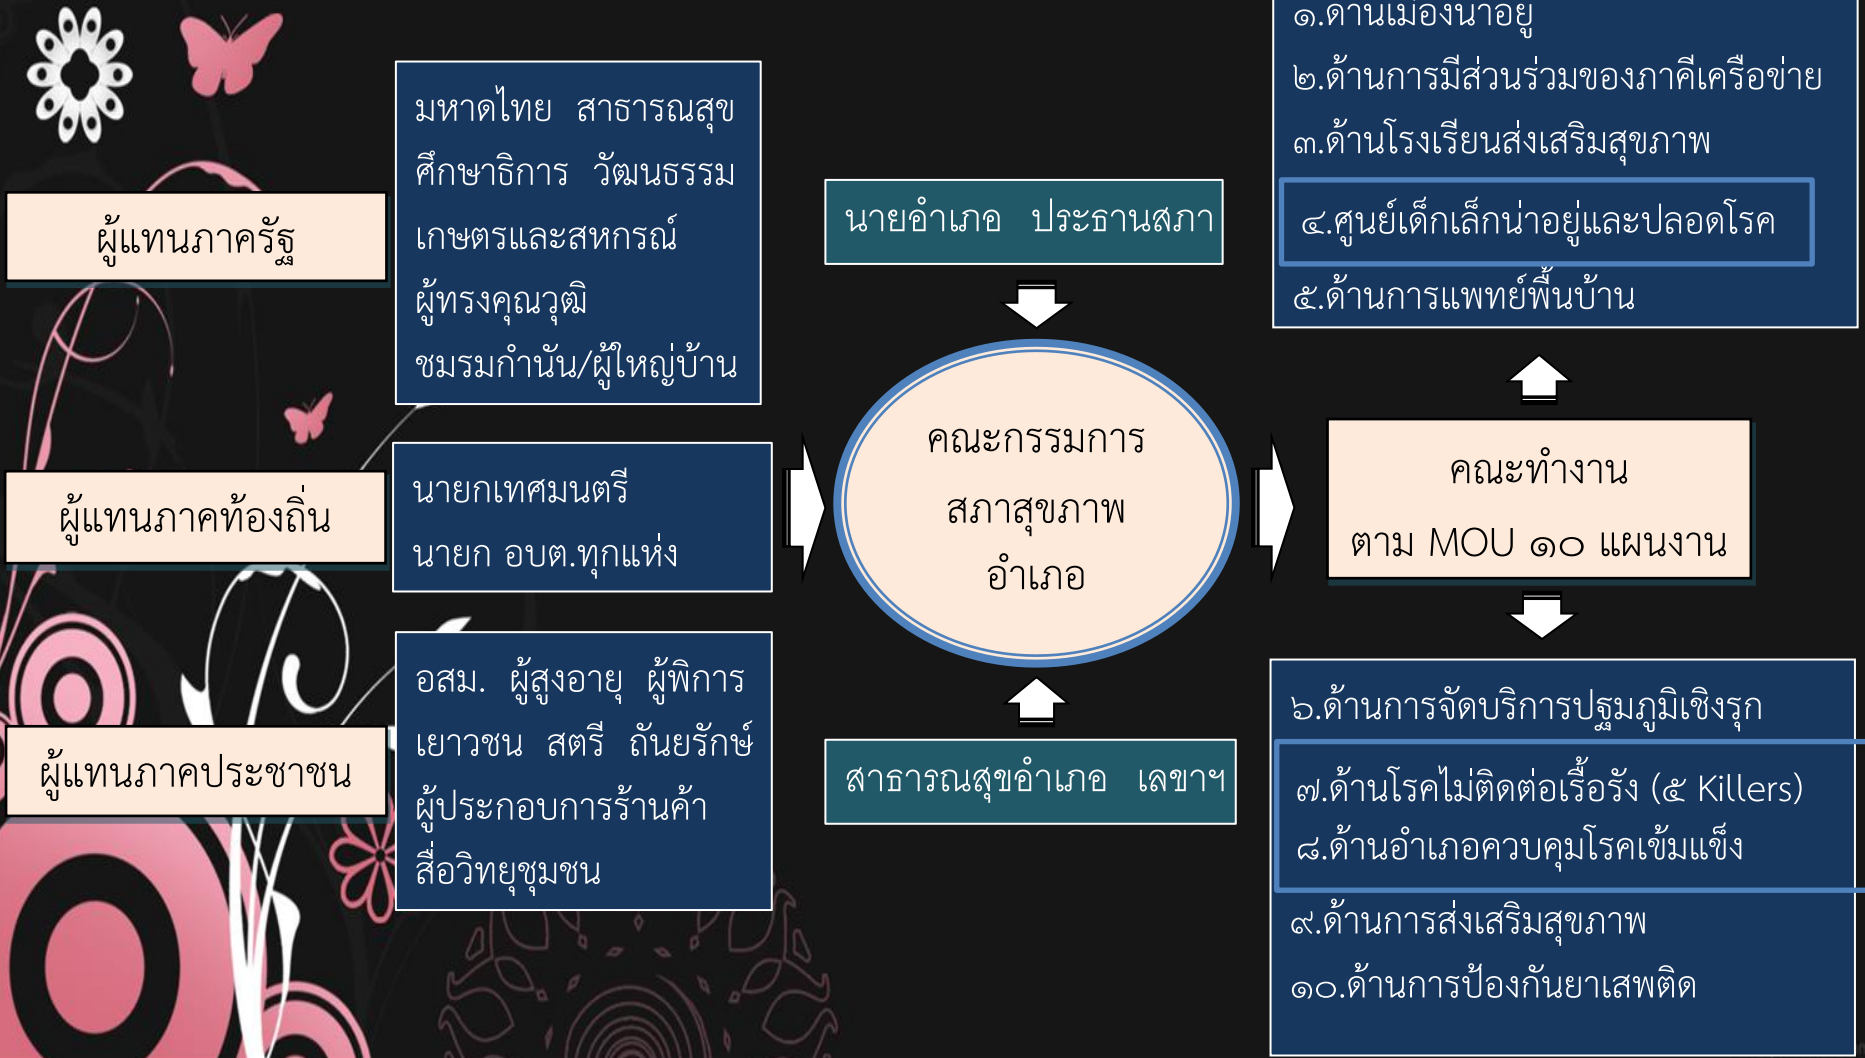 ผู้แทนภาครัฐ
มหาดไทย สาธารณสุข
ศึกษาธิการ วัฒนธรรม
เกษตรและสหกรณ์
ผู้ทรงคุณวุฒิ
ชมรมกำนัน/ผู้ใหญ่บ้าน
ผู้แทนภาคท้องถิ่น
นายกเทศมนตรี
นายก อบต.ทุกแห่ง
ผู้แทนภาคประชาชน
อสม. ผู้สูงอายุ ผู้พิการ
เยาวชน สตรี ถันยรักษ์
ผู้ประกอบการร้านค้า
สื่อวิทยุชุมชน
นายอำเภอ ประธานสภา
คณะกรรมการ
สภาสุขภาพ
อำเภอ
สาธารณสุขอำเภอ เลขาฯ
คณะทำงาน
ตาม MOU ๑๐ แผนงาน
๑.ด้านเมืองน่าอยู่
๒.ด้านการมีส่วนร่วมของภาคีเครือข่าย
๓.ด้านโรงเรียนส่งเสริมสุขภาพ
๔.ศูนย์เด็กเล็กน่าอยู่และปลอดโรค
๕.ด้านการแพทย์พื้นบ้าน
๖.ด้านการจัดบริการปฐมภูมิเชิงรุก
๗.ด้านโรคไม่ติดต่อเรื้อรัง (๕ Killers)
๘.ด้านอำเภอควบคุมโรคเข้มแข็ง
๙.ด้านการส่งเสริมสุขภาพ
๑๐.ด้านการป้องกันยาเสพติด